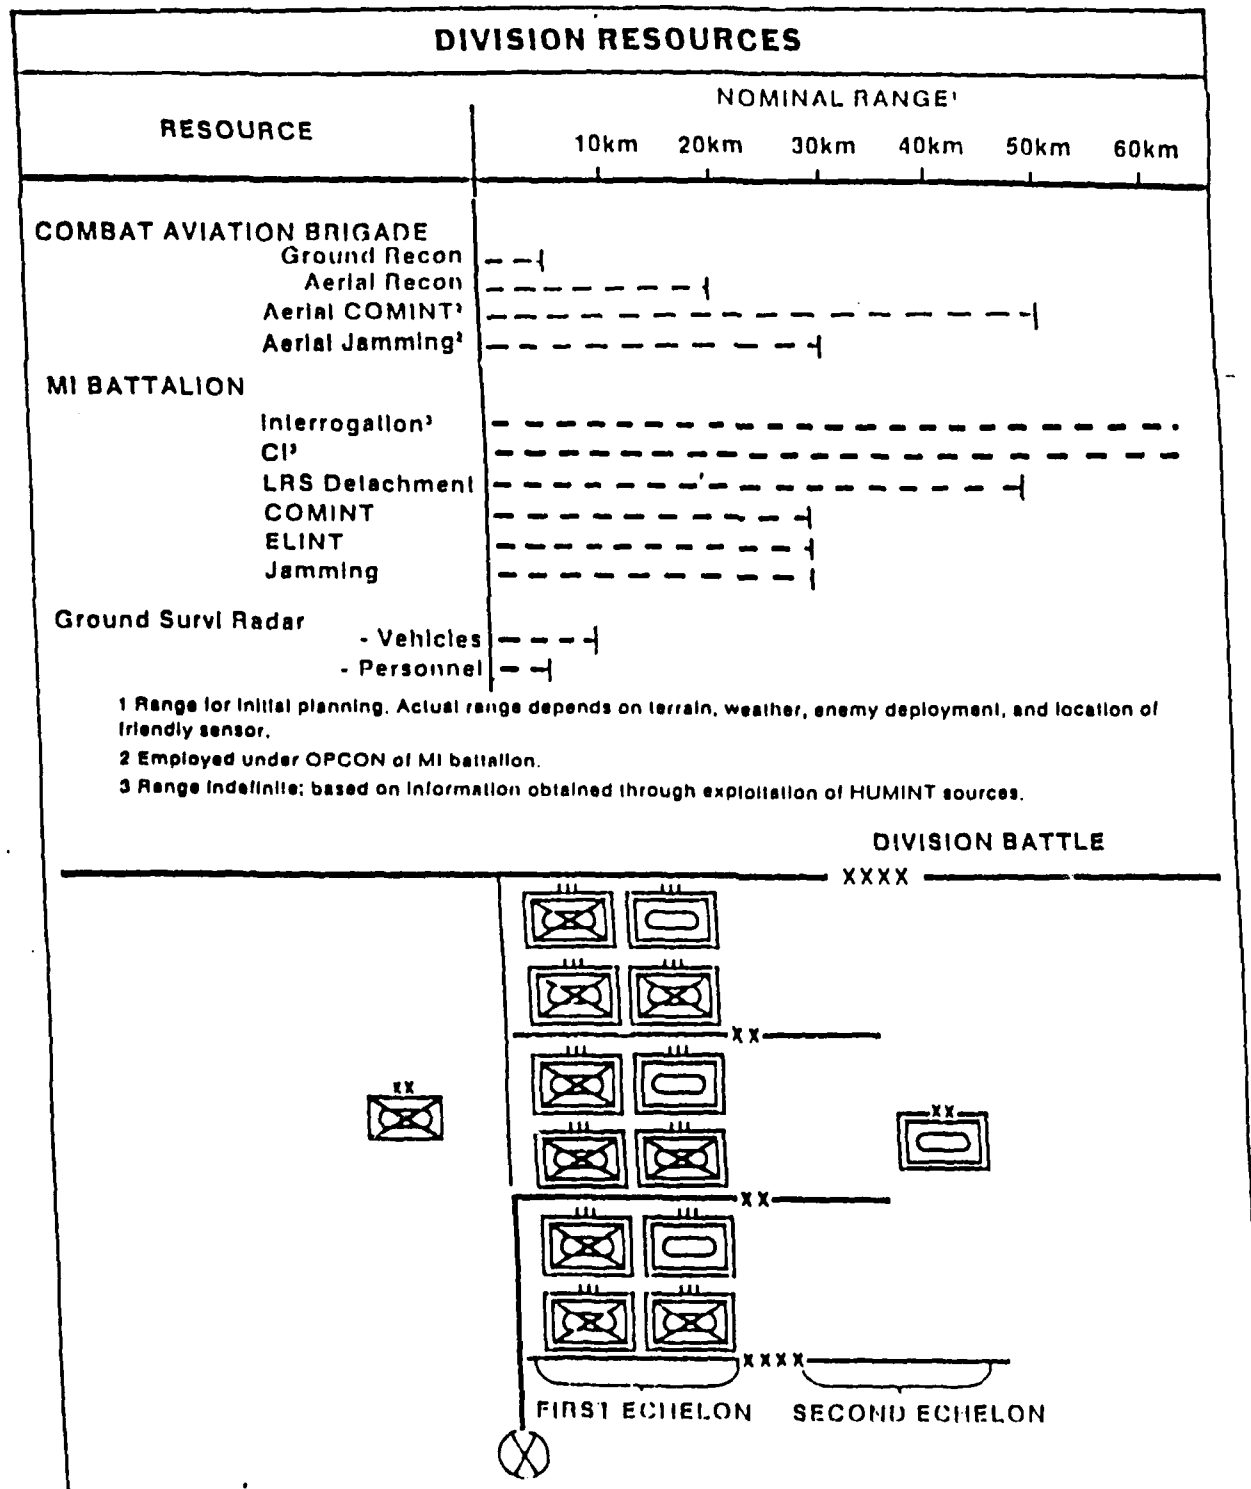 DIVISION RESOURCES
RESOURCE
NOMINAL RANGE¹
10km 20km 30km 40km 50km 60km
COMBAT AVIATION BRIGADE
Ground Recon
Aerial Recon
Aerial COMINT²
Aerial Jamming²
MI BATTALION
Interrogation³
CI³
LRS Detachment
COMINT
ELINT
Jamming
Ground Survl Radar
- Vehicles
- Personnel
1 Range for initial planning. Actual range depends on terrain, weather, enemy deployment, and location of
friendly sensor.
2 Employed under OPCON of MI battalion.
3 Range indefinite; based on information obtained through exploitation of HUMINT sources.
DIVISION BATTLE
XXXX
XX
XX
XX
XX
XXXX
FIRST ECHELON SECOND ECHELON